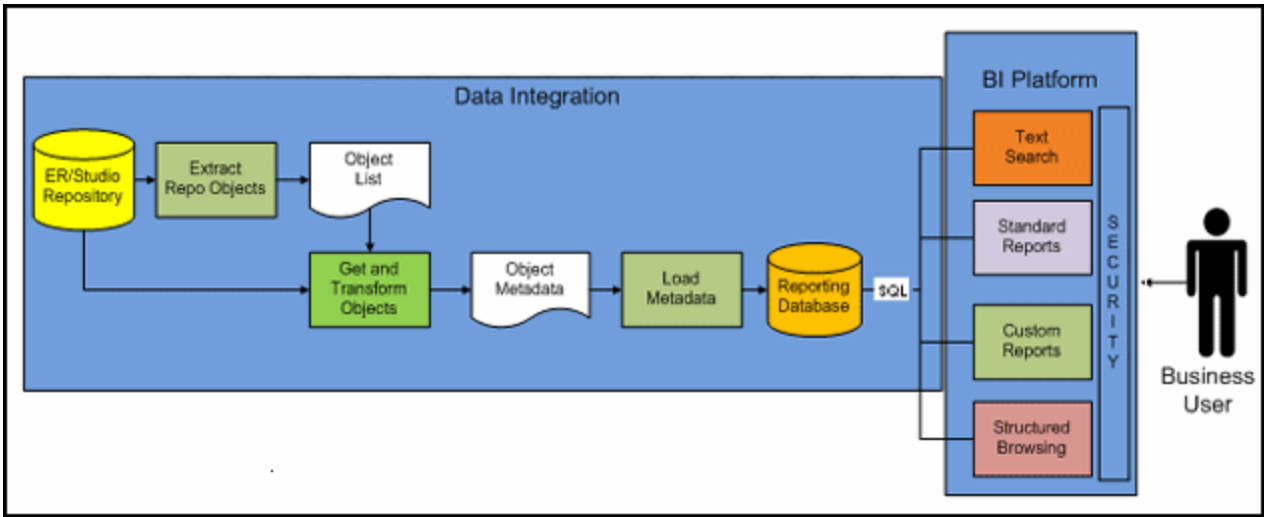 Data Integration
BI Platform
ER/Studio
Repository
Extract
Repo Objects
Object
List
Get and
Transform
Objects
Object
Metadata
Load
Metadata
Reporting
Database
SQL
Text
Search
Standard
Reports
Custom
Reports
Structured
Browsing
SECURITY
Business
User